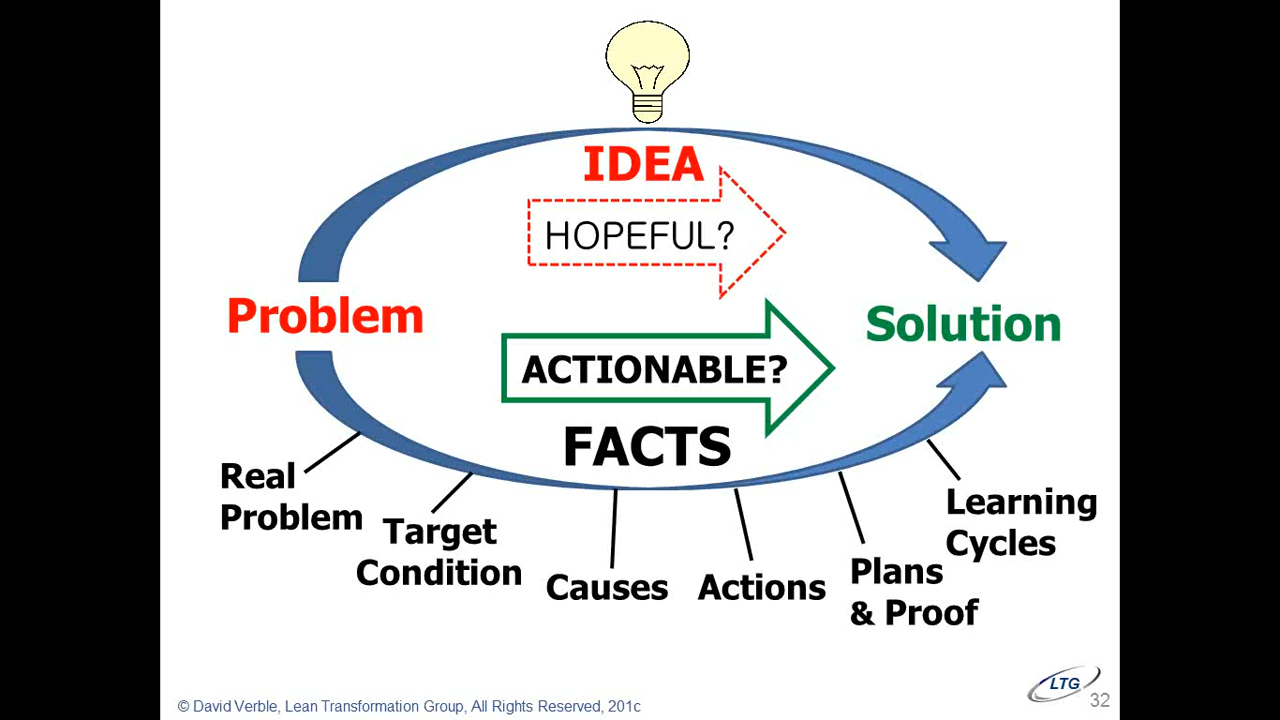 IDEA
HOPEFUL?
Problem
Solution
ACTIONABLE?
FACTS
Real
Problem
Target
Condition
Causes
Actions
Plans
& Proof
Learning
Cycles
© David Verble, Lean Transformation Group, All Rights Reserved, 201c
LTG
32